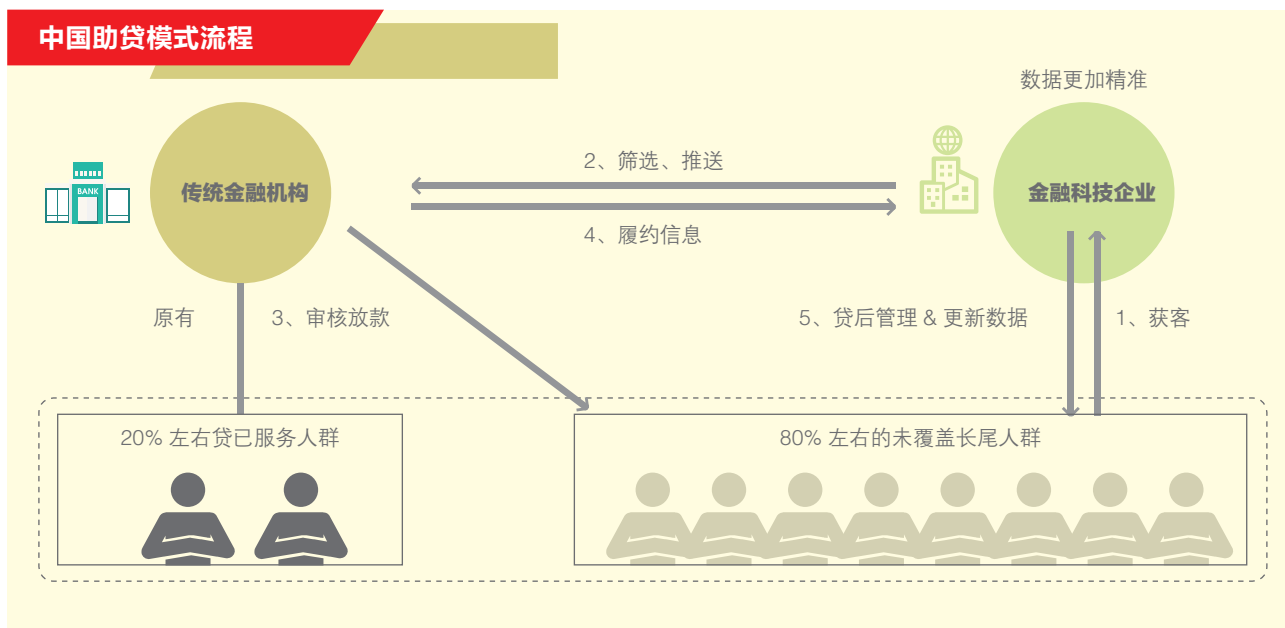 中国助贷模式流程
数据更加精准
2、筛选、推送
BANK
传统金融机构
金融科技企业
4、履约信息
原有
3、审核放款
5、贷后管理 & 更新数据
1、获客
20% 左右贷已服务人群
80% 左右的未覆盖长尾人群